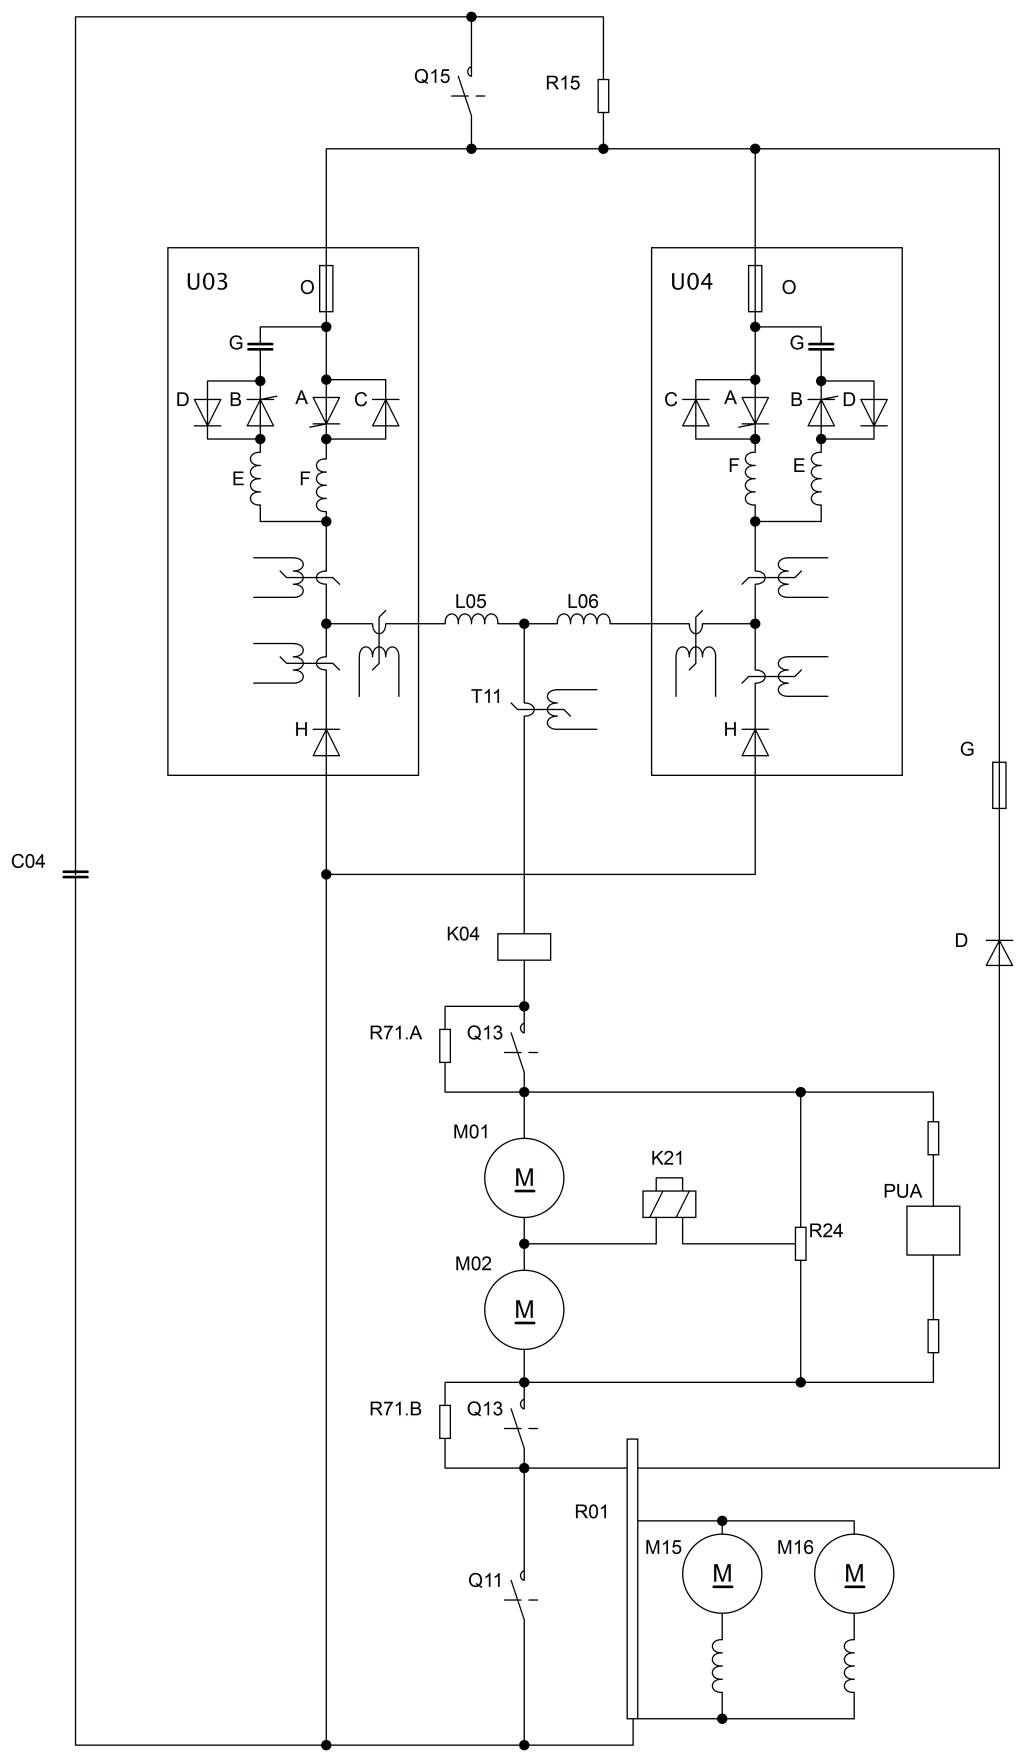 Q15 R15
U03 U04
O O
G G
D B A C C A B D
E F F E
L05 L06
T11
H H
G
C04
K04 D
R71.A Q13
M01
M
K21
PUA
R24
M02
M
R71.B Q13
R01
M15 M16
M M
Q11